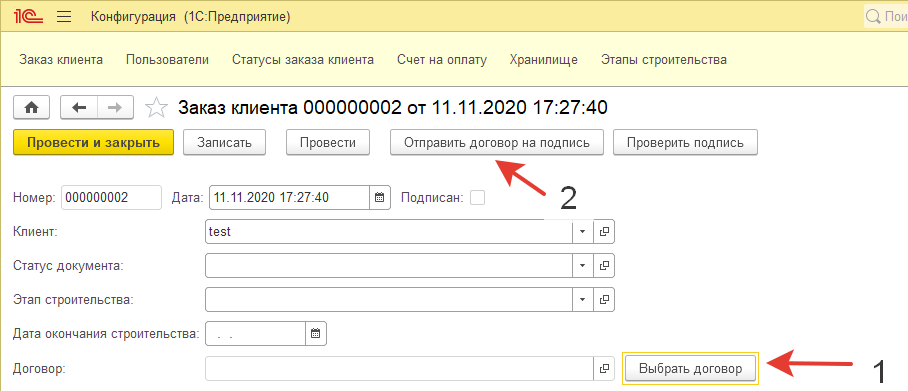 1С Конфигурация (1С:Предприятие) Пои
Заказ клиента Пользователи Статусы заказа клиента Счет на оплату Хранилище Этапы строительства
Заказ клиента 000000002 от 11.11.2020 17:27:40
Провести и закрыть Записать Провести Отправить договор на подпись Проверить подпись
Номер: 000000002 Дата: 11.11.2020 17:27:40 Подписан:
2
Клиент: test
Статус документа:
Этап строительства:
Дата окончания строительства: . .
Договор: Выбрать договор 1